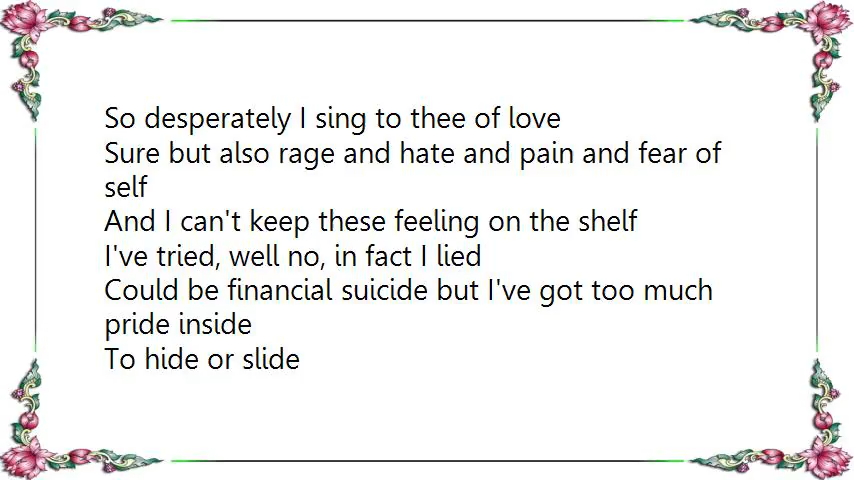 So desperately I sing to thee of love
Sure but also rage and hate and pain and fear of
self
And I can't keep these feeling on the shelf
I've tried, well no, in fact I lied
Could be financial suicide but I've got too much
pride inside
To hide or slide